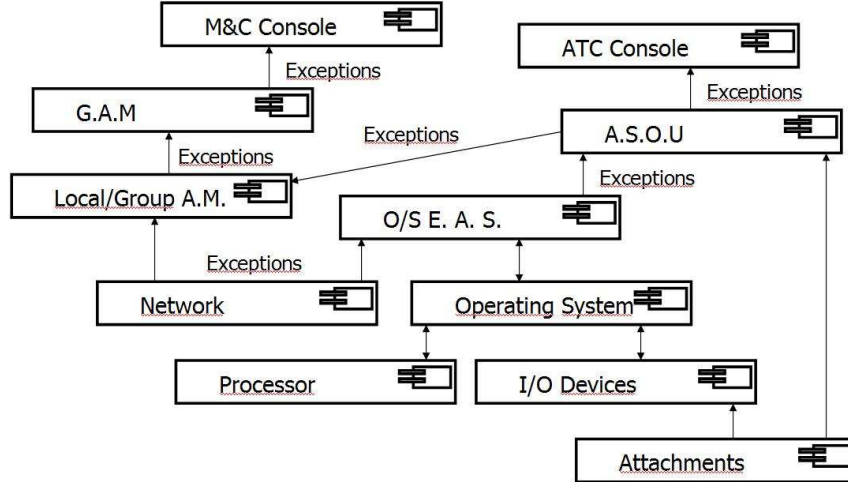 M&C Console
ATC Console
Exceptions
Exceptions
G.A.M
A.S.O.U
Exceptions
Exceptions
Local/Group A.M.
Exceptions
O/S E. A. S.
Exceptions
Network
Operating System
Processor
I/O Devices
Attachments